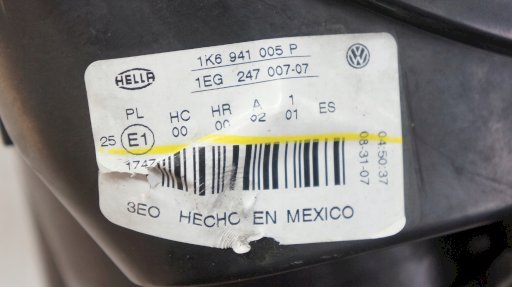 HELLA
1K6 941 005 P
1EG 247 007-07
PL HC HR A 1 ES
25 E1 00 00 02 01
1747
3EO HECHO EN MEXICO
04:50:37
08-31-07